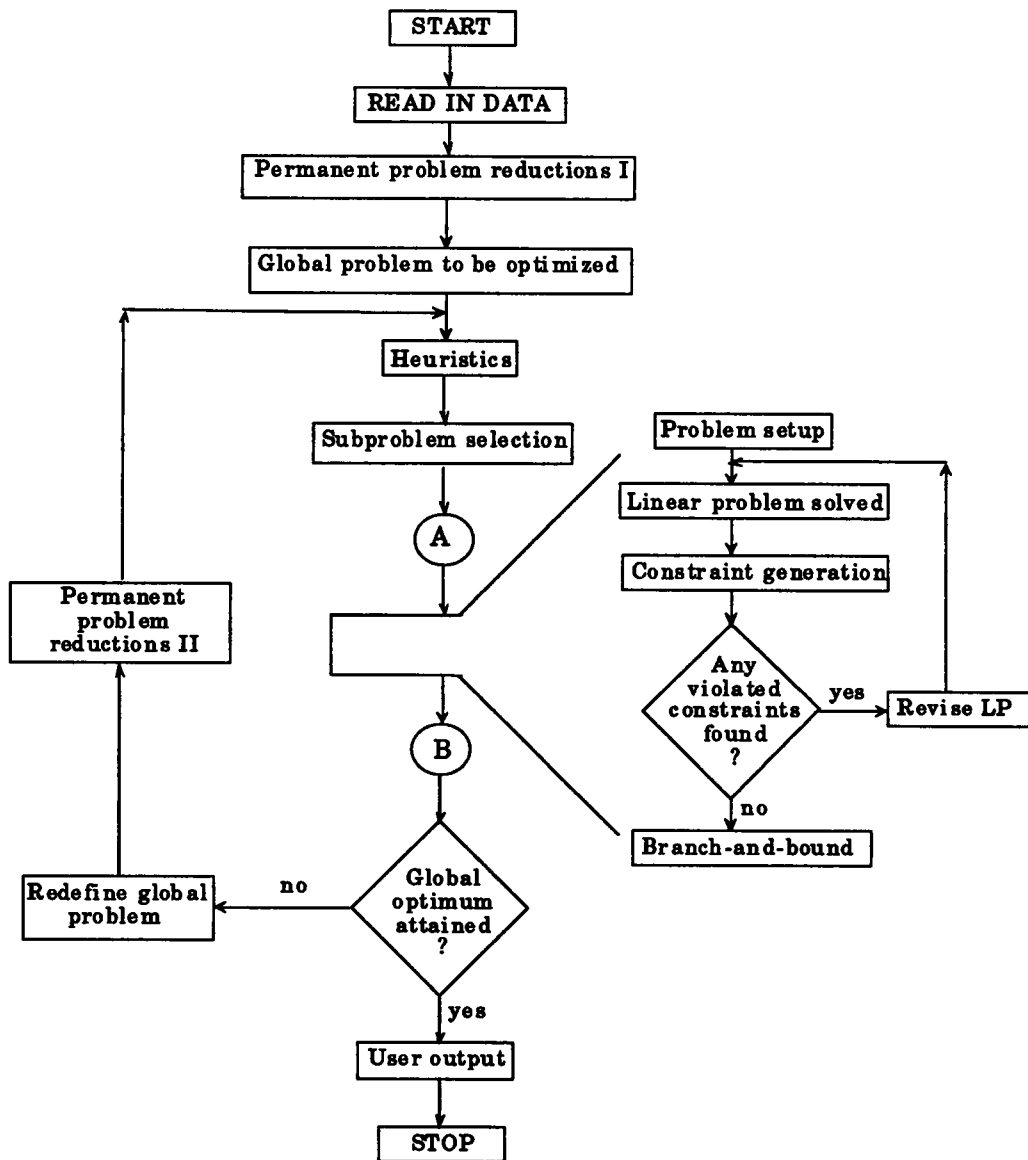 START
READ IN DATA
Permanent problem reductions I
Global problem to be optimized
Heuristics
Subproblem selection
A
B
Global
optimum
attained
?
no
yes
Redefine global
problem
Permanent
problem
reductions II
User output
STOP
Problem setup
Linear problem solved
Constraint generation
Any
violated
constraints
found
?
yes
Revise LP
no
Branch-and-bound